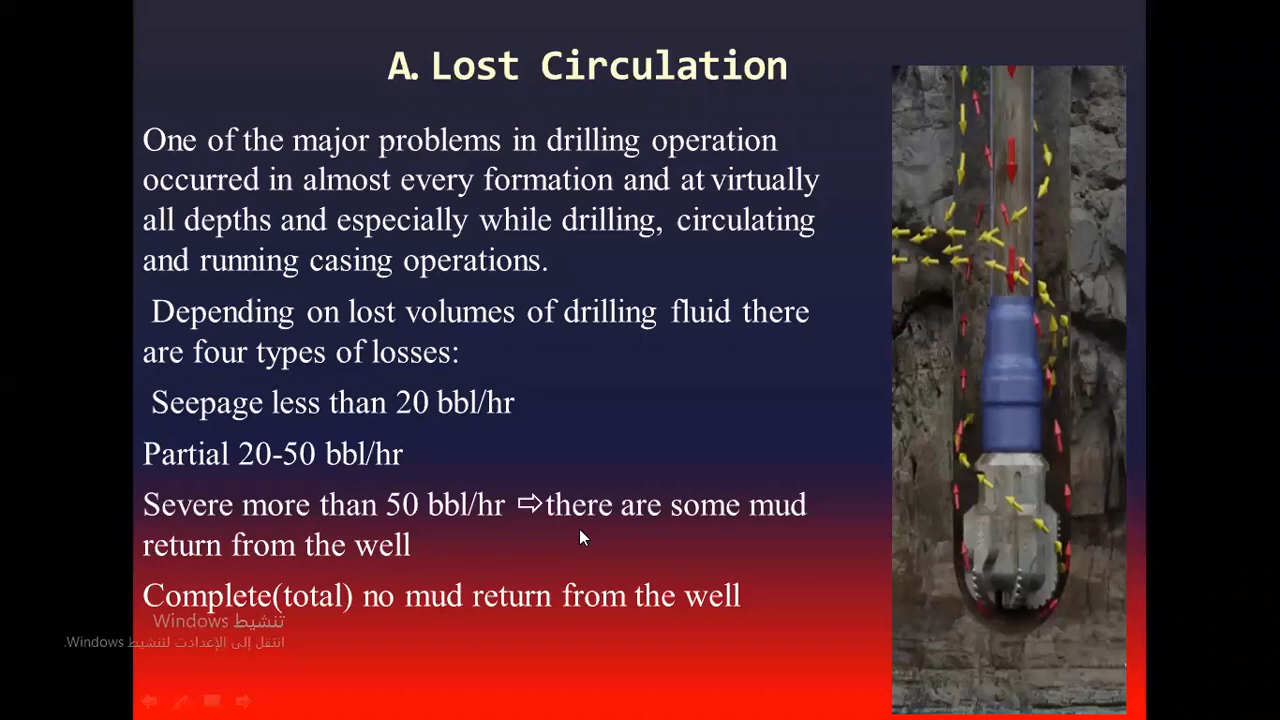 A. Lost Circulation
One of the major problems in drilling operation
occurred in almost every formation and at virtually
all depths and especially while drilling, circulating
and running casing operations.
Depending on lost volumes of drilling fluid there
are four types of losses:
Seepage less than 20 bbl/hr
Partial 20-50 bbl/hr
Severe more than 50 bbl/hr ⇨there are some mud
return from the well
Complete(total) no mud return from the well
تنشيط Windows
انتقل إلى الإعدادت لتنشيط Windows.